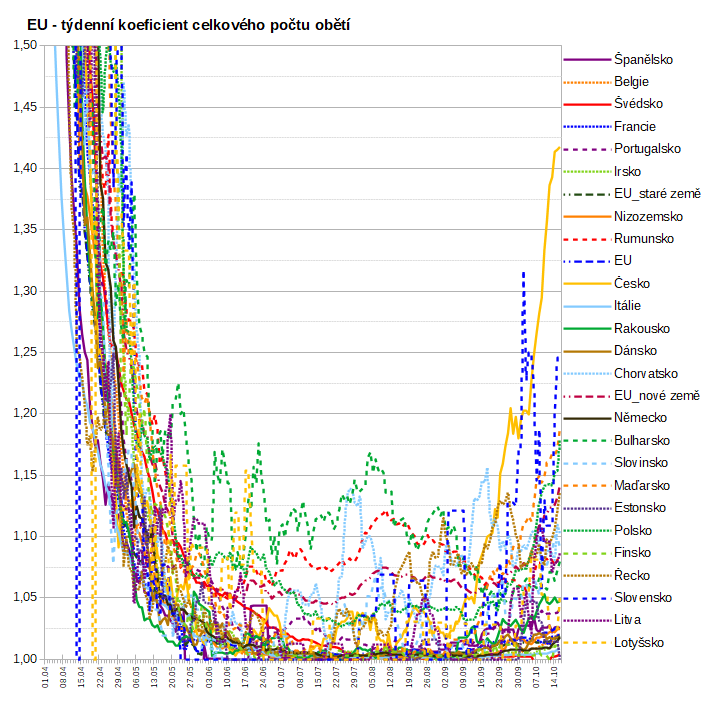 EU - týdenní koeficient celkového počtu obětí
1,50
1,45
1,40
1,35
1,30
1,25
1,20
1,15
1,10
1,05
1,00
01.04
08.04
15.04
22.04
29.04
06.05
13.05
20.05
27.05
03.06
10.06
17.06
24.06
01.07
08.07
15.07
22.07
29.07
05.08
12.08
19.08
26.08
02.09
09.09
16.09
23.09
30.09
07.10
14.10
Španělsko
Belgie
Švédsko
Francie
Portugalsko
Irsko
EU_staré země
Nizozemsko
Rumunsko
EU
Česko
Itálie
Rakousko
Dánsko
Chorvatsko
EU_nové země
Německo
Bulharsko
Slovinsko
Maďarsko
Estonsko
Polsko
Finsko
Řecko
Slovensko
Litva
Lotyšsko